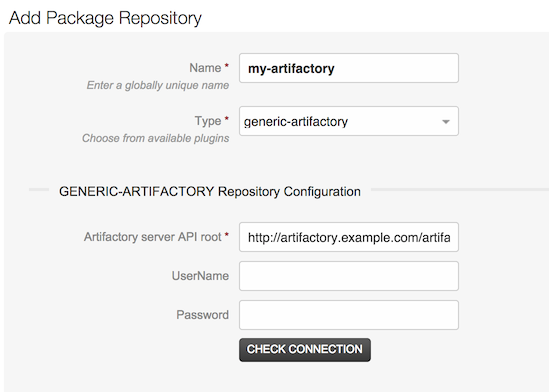 Add Package Repository
Name * my-artifactory
Enter a globally unique name
Type * generic-artifactory
Choose from available plugins
GENERIC-ARTIFACTORY Repository Configuration
Artifactory server API root * http://artifactory.example.com/artifa
UserName
Password
CHECK CONNECTION